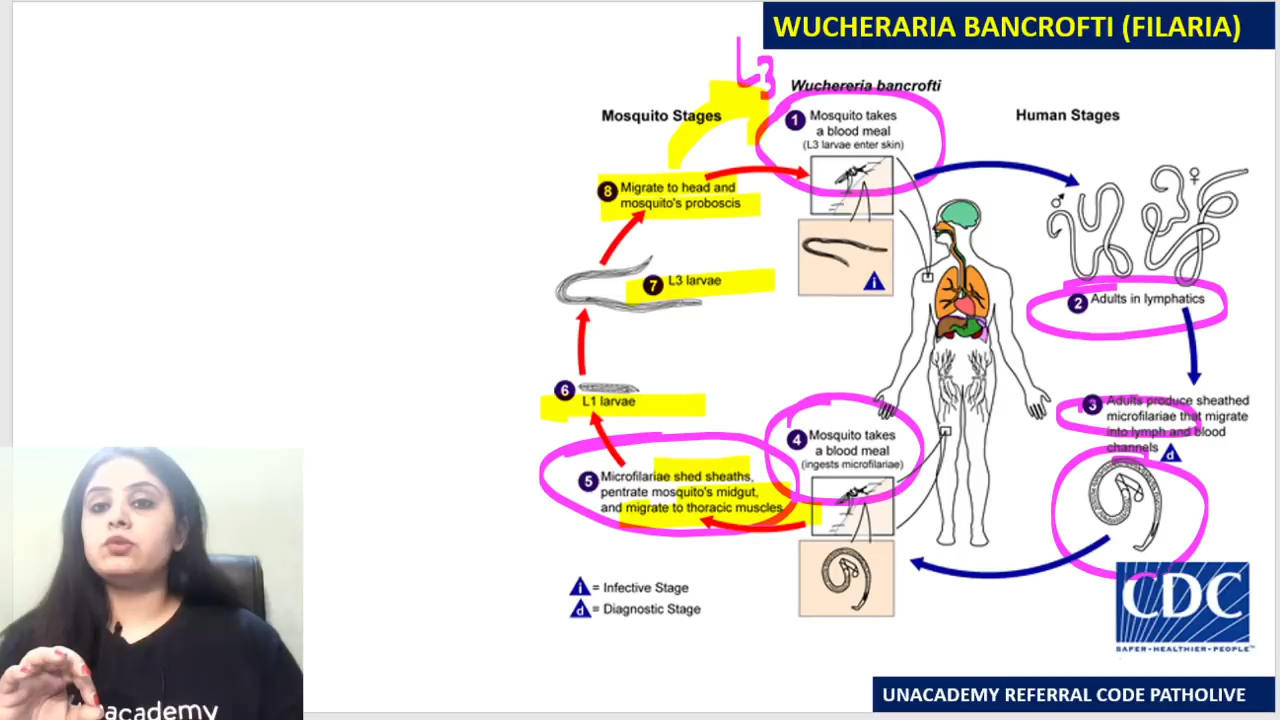 WUCHERARIA BANCROFTI (FILARIA)
L3
Wuchereria bancrofti
Mosquito Stages
Human Stages
1 Mosquito takes
a blood meal
(L3 larvae enter skin)
8 Migrate to head and
mosquito's proboscis
♂
♀
7 L3 larvae
i
2 Adults in lymphatics
6
L1 larvae
3 Adults produce sheathed
microfilariae that migrate
into lymph and blood
channels d
4 Mosquito takes
a blood meal
(ingests microfilariae)
5 Microfilariae shed sheaths,
pentrate mosquito's midgut,
and migrate to thoracic muscles
i = Infective Stage
d = Diagnostic Stage
CDC
SAFER•HEALTHIER•PEOPLE™
UNACADEMY REFERRAL CODE PATHOLIVE
unacademy